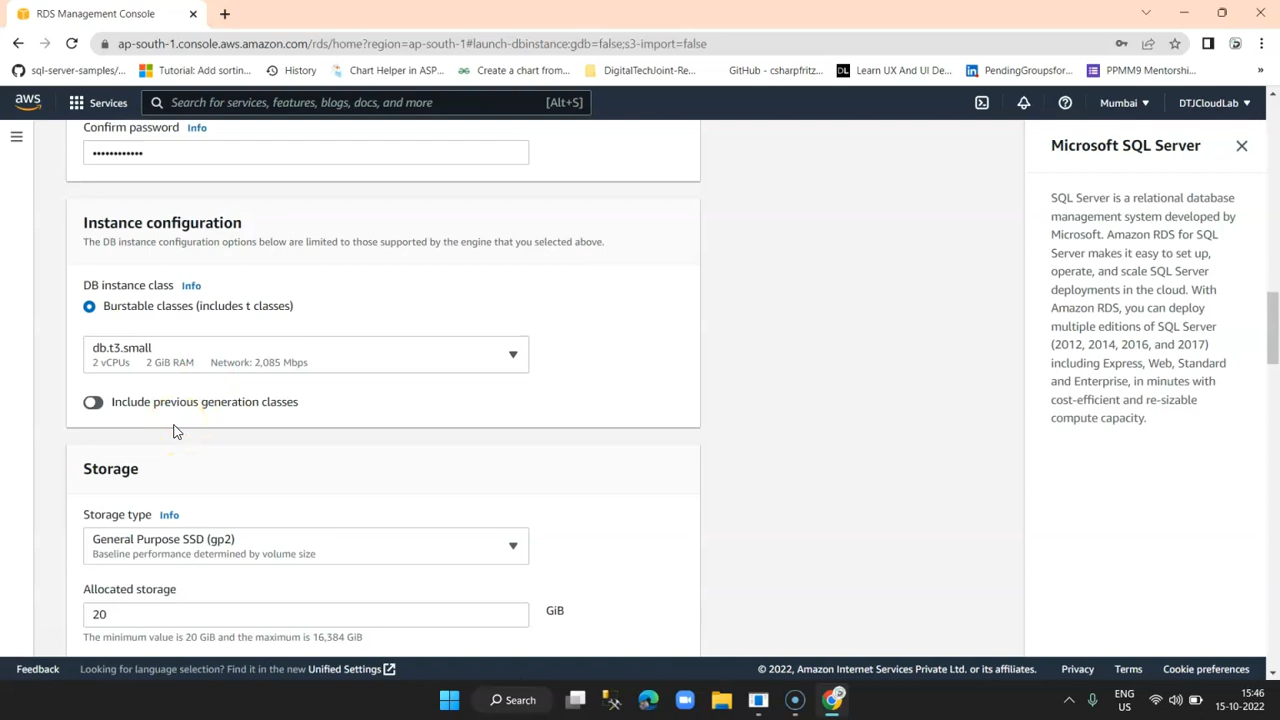 RDS Management Console
ap-south-1.console.aws.amazon.com/rds/home?region=ap-south-1#launch-dbinstance:gdb=false;s3-import=false
sql-server-samples/...
Tutorial: Add sortin...
History
Chart Helper in ASP...
Create a chart from...
DigitalTechJoint-Re...
GitHub - csharpfritz...
DL
Learn UX And UI De...
PendingGroupsfor...
PPMM9 Mentorshi...
»
aws
Services
Search for services, features, blogs, docs, and more
[Alt+S]
Mumbai
DTJCloudLab
Confirm password
Info
Instance configuration
The DB instance configuration options below are limited to those supported by the engine that you selected above.
DB instance class
Info
Burstable classes (includes t classes)
db.t3.small
2 vCPUs 2 GiB RAM Network: 2,085 Mbps
Include previous generation classes
Storage
Storage type
Info
General Purpose SSD (gp2)
Baseline performance determined by volume size
Allocated storage
20
GiB
The minimum value is 20 GiB and the maximum is 16,384 GiB
Microsoft SQL Server
SQL Server is a relational database
management system developed by
Microsoft. Amazon RDS for SQL
Server makes it easy to set up,
operate, and scale SQL Server
deployments in the cloud. With
Amazon RDS, you can deploy
multiple editions of SQL Server
(2012, 2014, 2016, and 2017)
including Express, Web, Standard
and Enterprise, in minutes with
cost-efficient and re-sizable
compute capacity.
Feedback
Looking for language selection? Find it in the new Unified Settings
© 2022, Amazon Internet Services Private Ltd. or its affiliates.
Privacy
Terms
Cookie preferences
Search
ENG
US
15:46
15-10-2022